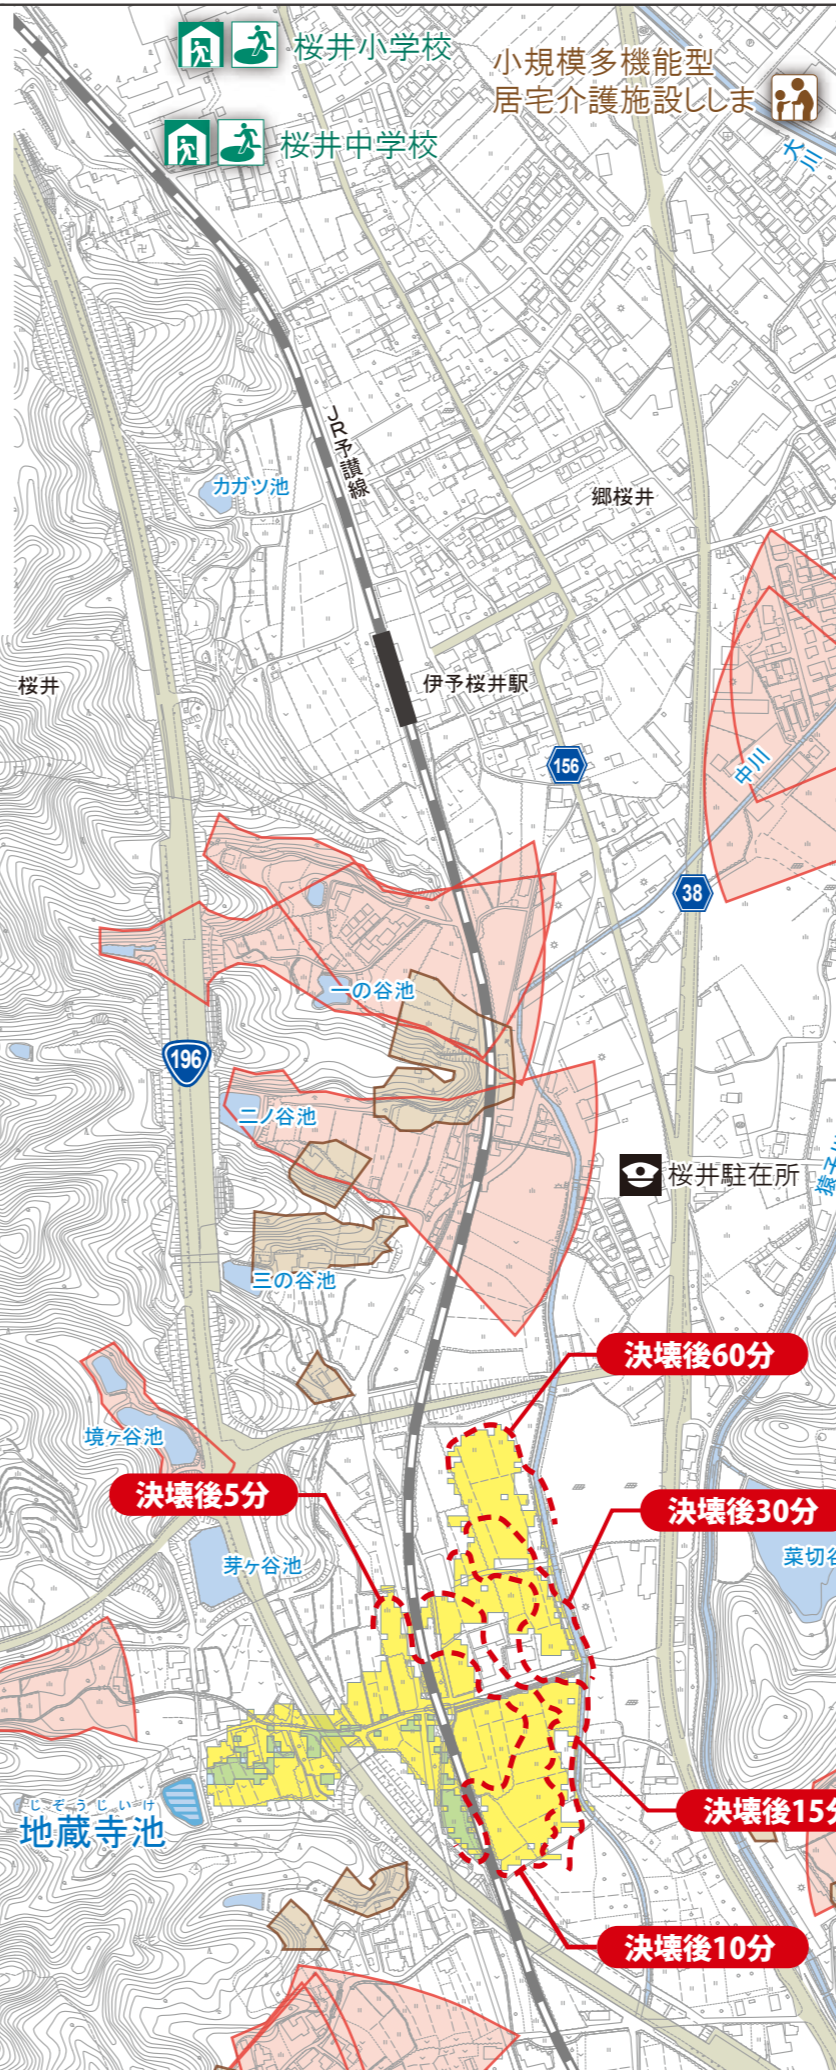 桜井小学校
小規模多機能型
居宅介護施設ししま
桜井中学校
大川
JR予讃線
カガツ池
郷桜井
桜井
伊予桜井駅
156
中川
38
一の谷池
196
二ノ谷池
桜井駐在所
猿子川
三の谷池
決壊後60分
境ヶ谷池
決壊後5分
決壊後30分
芽ヶ谷池
菜切谷
じぞうじいけ
地蔵寺池
決壊後15分
決壊後10分